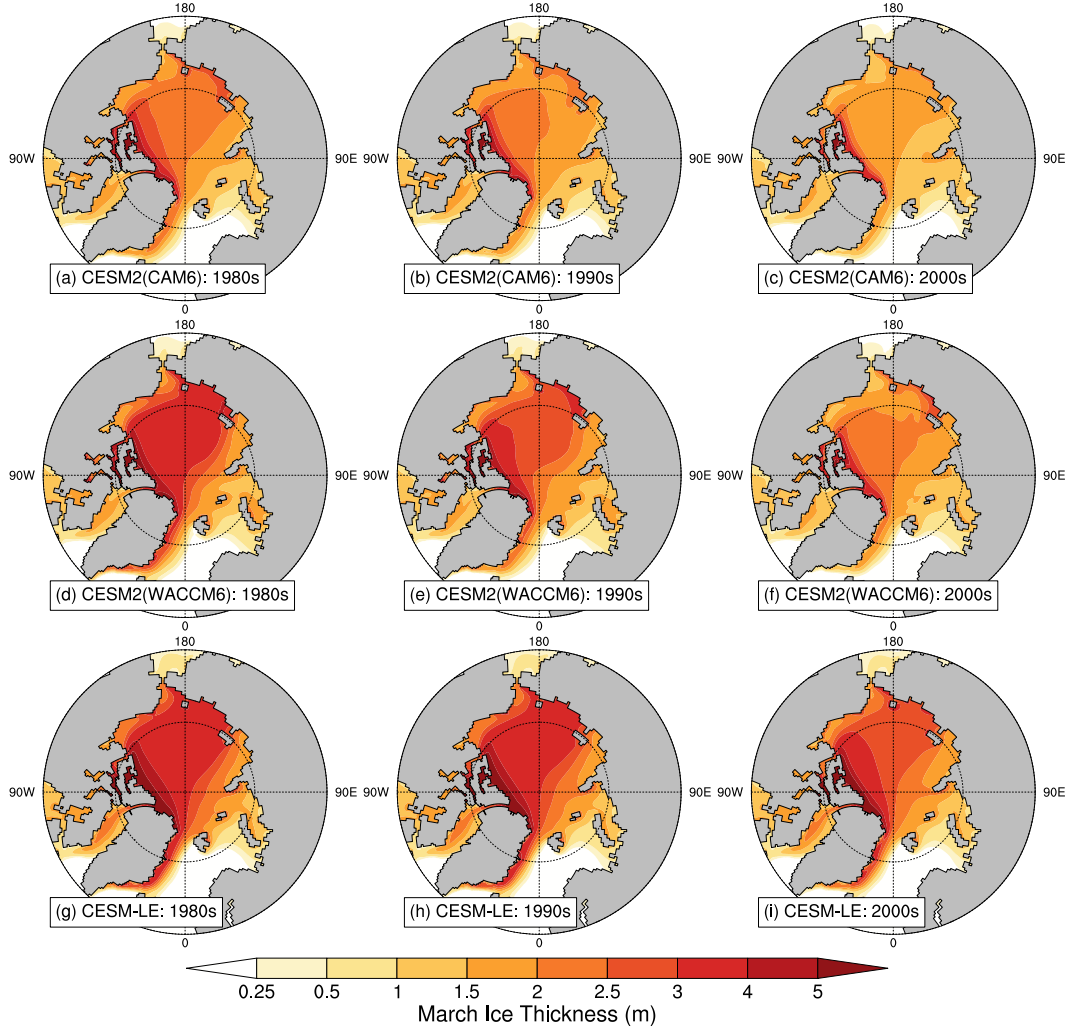 180 180 180
90W 90E 90W 90E 90W 90E
(a) CESM2(CAM6): 1980s (b) CESM2(CAM6): 1990s (c) CESM2(CAM6): 2000s
0 0 0
180 180 180
90W 90E 90W 90E 90W 90E
(d) CESM2(WACCM6): 1980s (e) CESM2(WACCM6): 1990s (f) CESM2(WACCM6): 2000s
0 0 0
180 180 180
90W 90E 90W 90E 90W 90E
(g) CESM-LE: 1980s (h) CESM-LE: 1990s (i) CESM-LE: 2000s
0 0 0
0.25 0.5 1 1.5 2 2.5 3 4 5
March Ice Thickness (m)